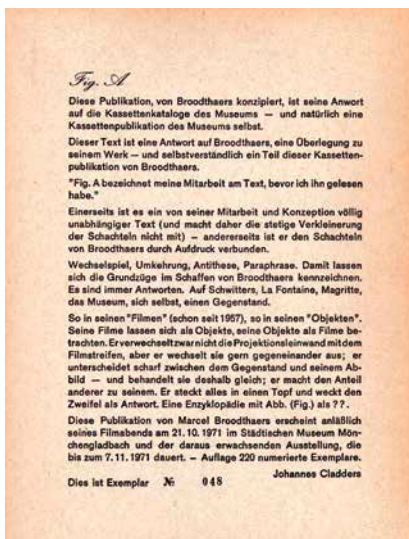 Fig. A
Diese Publikation, von Broodthaers konzipiert, ist seine Anwort
auf die Kassettenkataloge des Museums — und natürlich eine
Kassettenpublikation des Museums selbst.
Dieser Text ist eine Antwort auf Broodthaers, eine Überlegung zu
seinem Werk — und selbstverständlich ein Teil dieser Kassetten-
publikation von Broodthaers.
"Fig. A bezeichnet meine Mitarbeit am Text, bevor ich ihn gelesen
habe."
Einerseits ist es ein von seiner Mitarbeit und Konzeption völlig
unabhängiger Text (und macht daher die stetige Verkleinerung
der Schachteln nicht mit) — andererseits ist er den Schachteln
von Broodthaers durch Aufdruck verbunden.
Wechselspiel, Umkehrung, Antithese, Paraphrase. Damit lassen
sich die Grundzüge im Schaffen von Broodthaers kennzeichnen.
Es sind immer Antworten. Auf Schwitters, La Fontaine, Magritte,
das Museum, sich selbst, einen Gegenstand.
So in seinen "Filmen" (schon seit 1957), so in seinen "Objekten".
Seine Filme lassen sich als Objekte, seine Objekte als Filme be-
trachten. Er verwechselt zwar nicht die Projektionsleinwand mit dem
Filmstreifen, aber er wechselt sie gern gegeneinander aus; er
unterscheidet scharf zwischen dem Gegenstand und seinem Ab-
bild — und behandelt sie deshalb gleich; er macht den Anteil
anderer zu seinem. Er steckt alles in einen Topf und weckt den
Zweifel als Antwort. Eine Enzyklopädie mit Abb. (Fig.) als ??.
Diese Publikation von Marcel Broodthaers erscheint anläßlich
seines Filmabends am 21.10.1971 im Städtischen Museum Mön-
chengladbach und der daraus erwachsenden Ausstellung, die
bis zum 7.11.1971 dauert. — Auflage 220 numerierte Exemplare.
Johannes Cladders
Dies ist Exemplar № 048